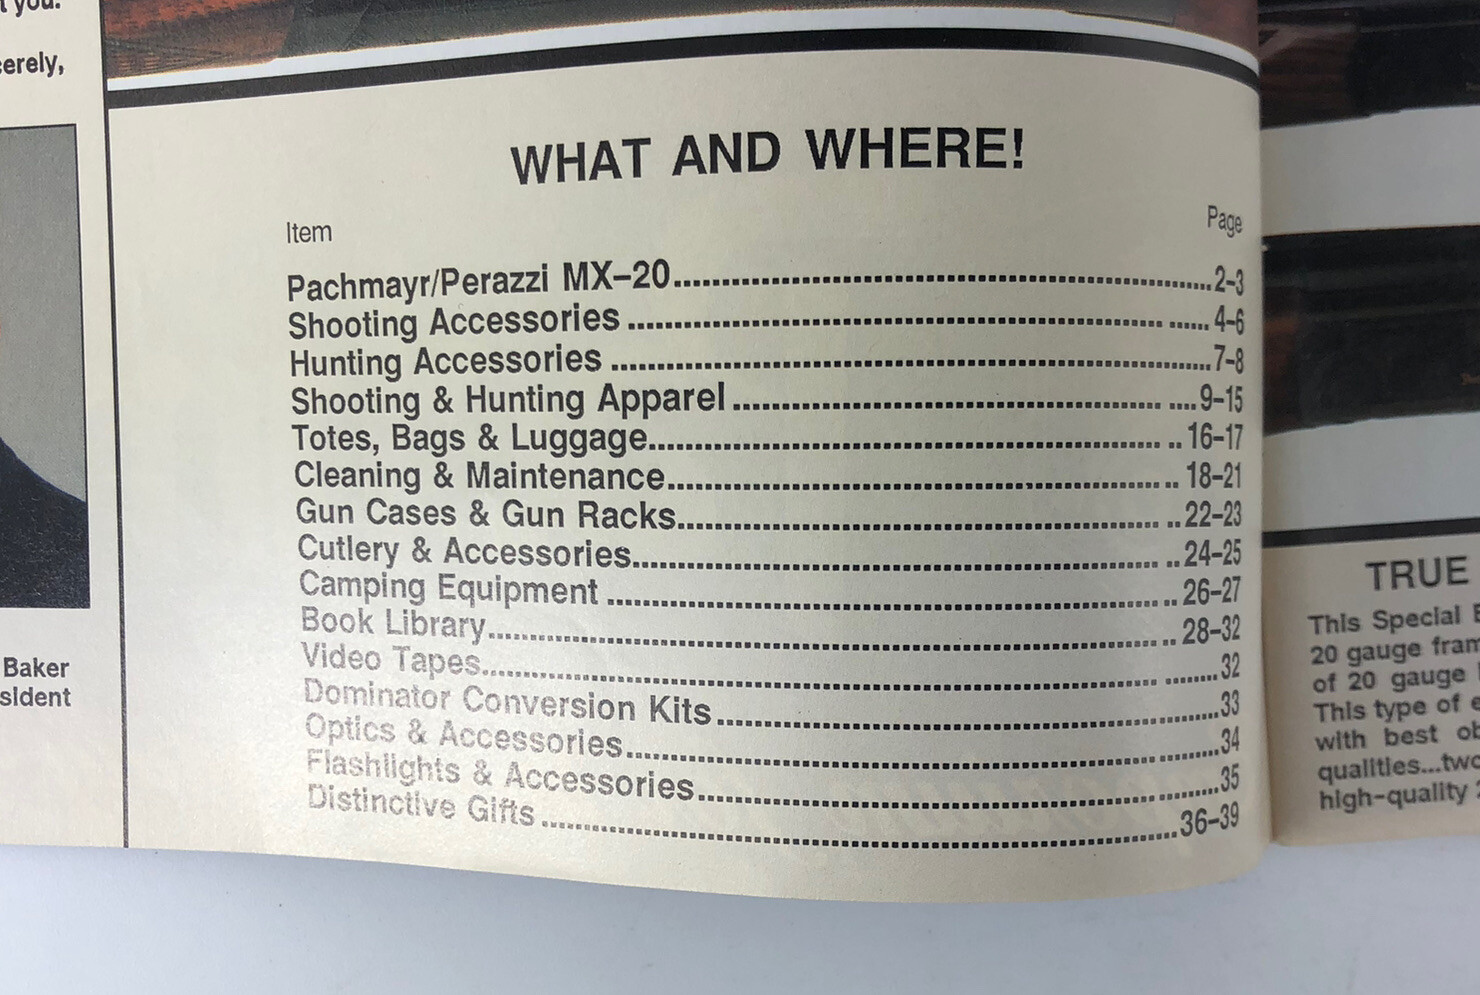 t you.
cerely,
Baker
sident
WHAT AND WHERE!
Item Page
Pachmayr/Perazzi MX-20 2-3
Shooting Accessories 4-6
Hunting Accessories 7-8
Shooting & Hunting Apparel 9-15
Totes, Bags & Luggage 16-17
Cleaning & Maintenance 18-21
Gun Cases & Gun Racks 22-23
Cutlery & Accessories 24-25
Camping Equipment 26-27
Book Library 28-32
Video Tapes 32
Dominator Conversion Kits 33
Optics & Accessories 34
Flashlights & Accessories 35
Distinctive Gifts 36-39
TRUE
This Special
20 gauge fram
of 20 gauge
This type of e
with best ob
qualities...two
high-quality